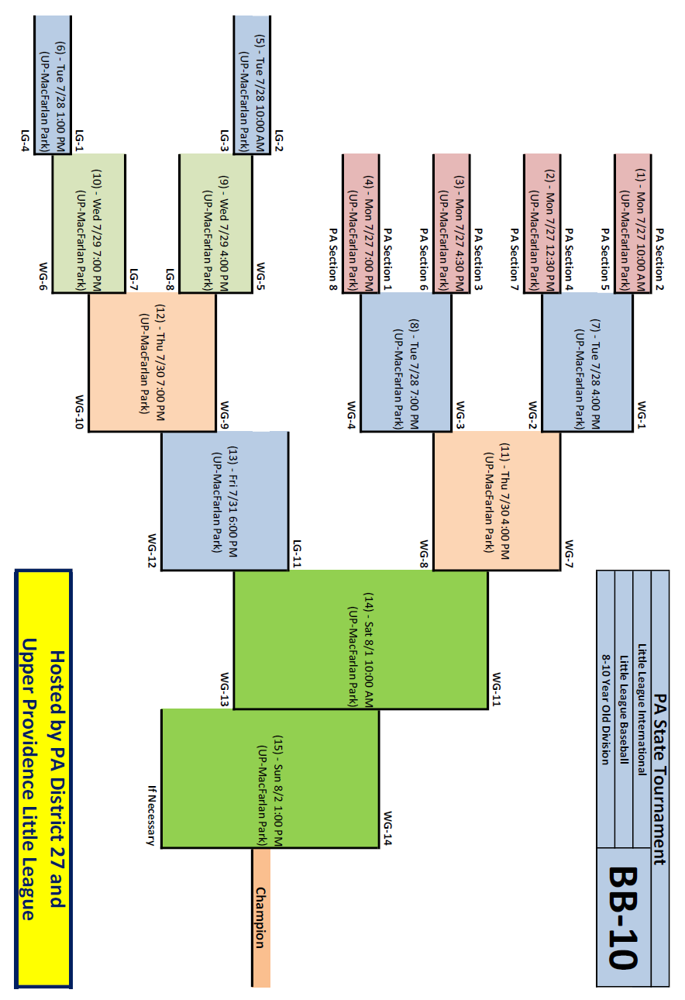 PA State Tournament
Little League International
Little League Baseball
8-10 Year Old Division
BB-10
PA Section 2
(1) - Mon 7/27 10:00 AM
(UP-MacFarlan Park)
PA Section 5
PA Section 4
(2) - Mon 7/27 12:30 PM
(UP-MacFarlan Park)
PA Section 7
PA Section 3
(3) - Mon 7/27 4:30 PM
(UP-MacFarlan Park)
PA Section 6
PA Section 1
(4) - Mon 7/27 7:00 PM
(UP-MacFarlan Park)
PA Section 8
WG-1
(7) - Tue 7/28 4:00 PM
(UP-MacFarlan Park)
WG-2
WG-3
(8) - Tue 7/28 7:00 PM
(UP-MacFarlan Park)
WG-4
WG-7
(11) - Thu 7/30 4:00 PM
(UP-MacFarlan Park)
WG-8
WG-11
(14) - Sat 8/1 10:00 AM
(UP-MacFarlan Park)
WG-13
WG-14
(15) - Sun 8/2 1:00 PM
(UP-MacFarlan Park)
If Necessary
Champion
LG-2
(5) - Tue 7/28 10:00 AM
(UP-MacFarlan Park)
LG-3
LG-1
(6) - Tue 7/28 1:00 PM
(UP-MacFarlan Park)
LG-4
WG-5
(9) - Wed 7/29 4:00 PM
(UP-MacFarlan Park)
LG-8
LG-7
(10) - Wed 7/29 7:00 PM
(UP-MacFarlan Park)
WG-6
WG-9
(12) - Thu 7/30 7:00 PM
(UP-MacFarlan Park)
WG-10
LG-11
(13) - Fri 7/31 6:00 PM
(UP-MacFarlan Park)
WG-12
Hosted by PA District 27 and
Upper Providence Little League